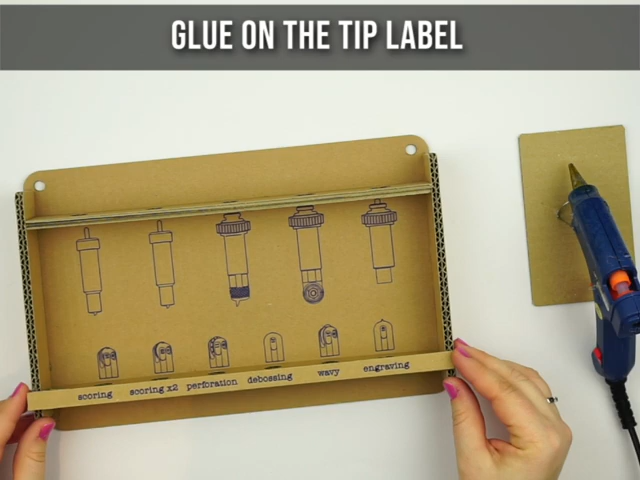 GLUE ON THE TIP LABEL
scoring scoring x2 perforation debossing wavy engraving